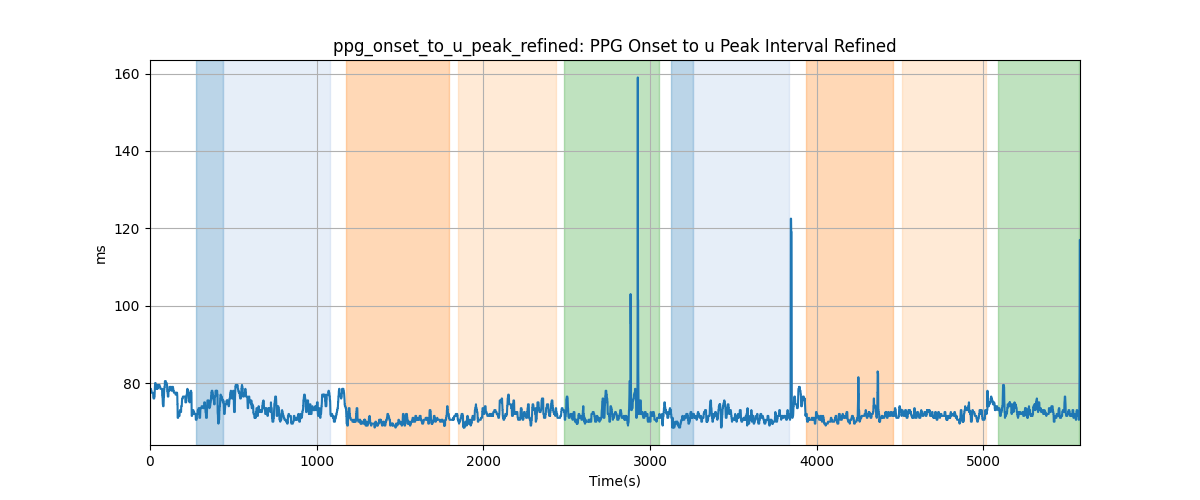 ppg_onset_to_u_peak_refined: PPG Onset to u Peak Interval Refined
160
140
120
100
80
ms
0 1000 2000 3000 4000 5000
Time(s)